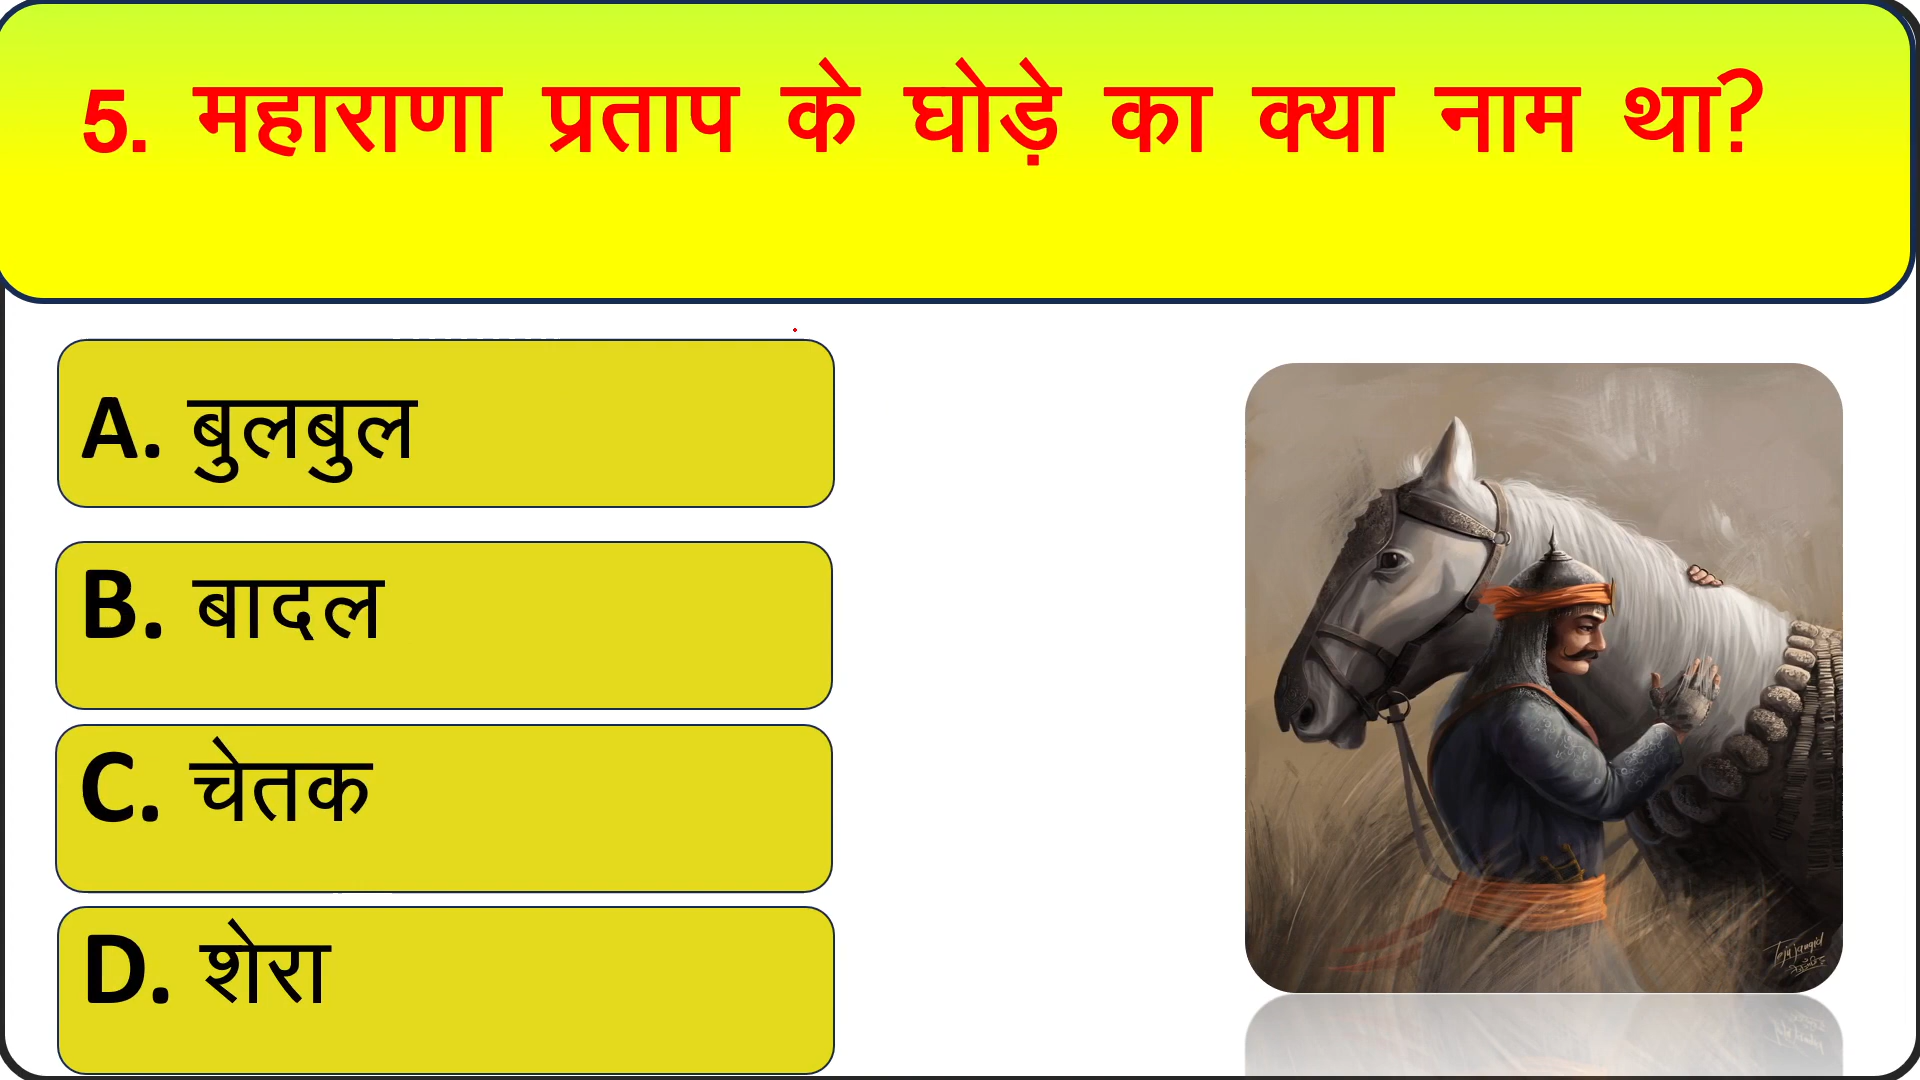 5. महाराणा प्रताप के घोड़े का क्या नाम था?
A. बुलबुल
B. बादल
C. चेतक
D. शेरा